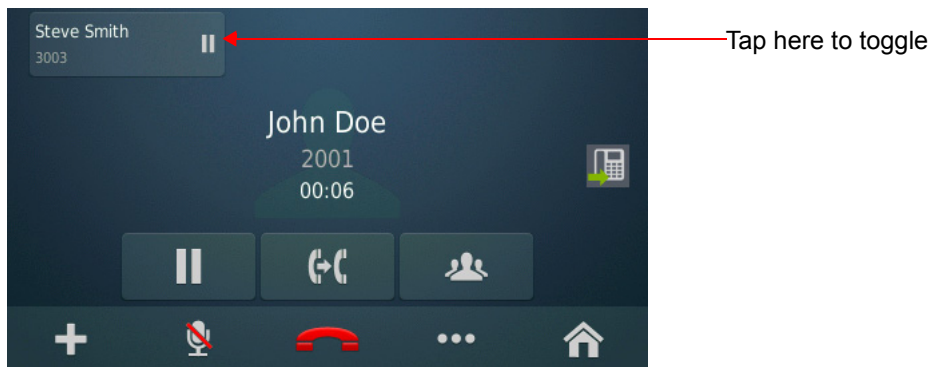 Steve Smith
3003
Tap here to toggle
John Doe
2001
00:06